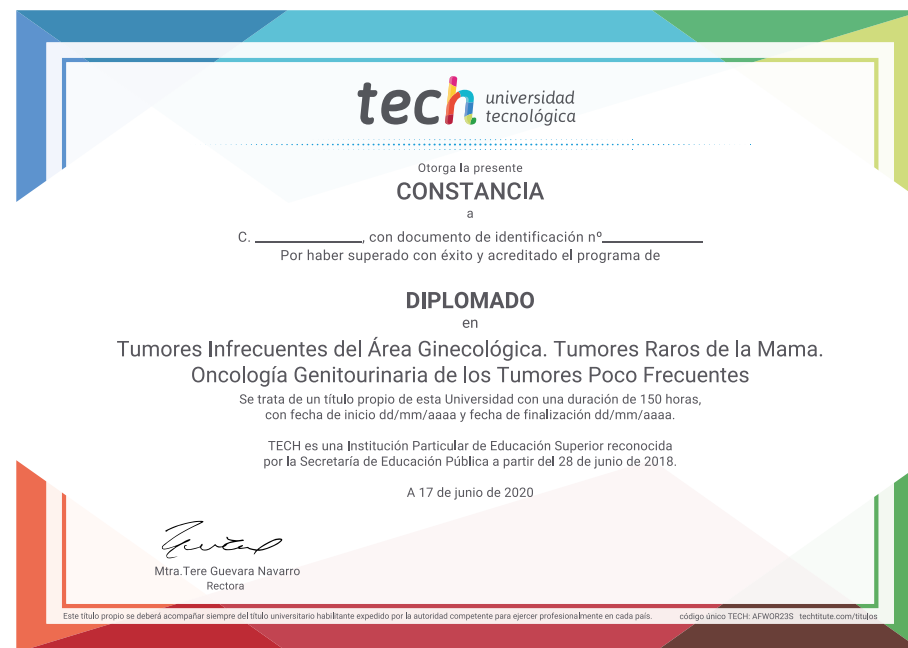 tech universidad
tecnológica
Otorga la presente
CONSTANCIA
a
C. ____________, con documento de identificación nº____________
Por haber superado con éxito y acreditado el programa de
DIPLOMADO
en
Tumores Infrecuentes del Área Ginecológica. Tumores Raros de la Mama.
Oncología Genitourinaria de los Tumores Poco Frecuentes
Se trata de un título propio de esta Universidad con una duración de 150 horas,
con fecha de inicio dd/mm/aaaa y fecha de finalización dd/mm/aaaa.
TECH es una Institución Particular de Educación Superior reconocida
por la Secretaría de Educación Pública a partir del 28 de junio de 2018.
A 17 de junio de 2020
Mtra.Tere Guevara Navarro
Rectora
Este título propio se deberá acompañar siempre del título universitario habilitante expedido por la autoridad competente para ejercer profesionalmente en cada país. código único TECH: AFWOR23S techtitute.com/titulos